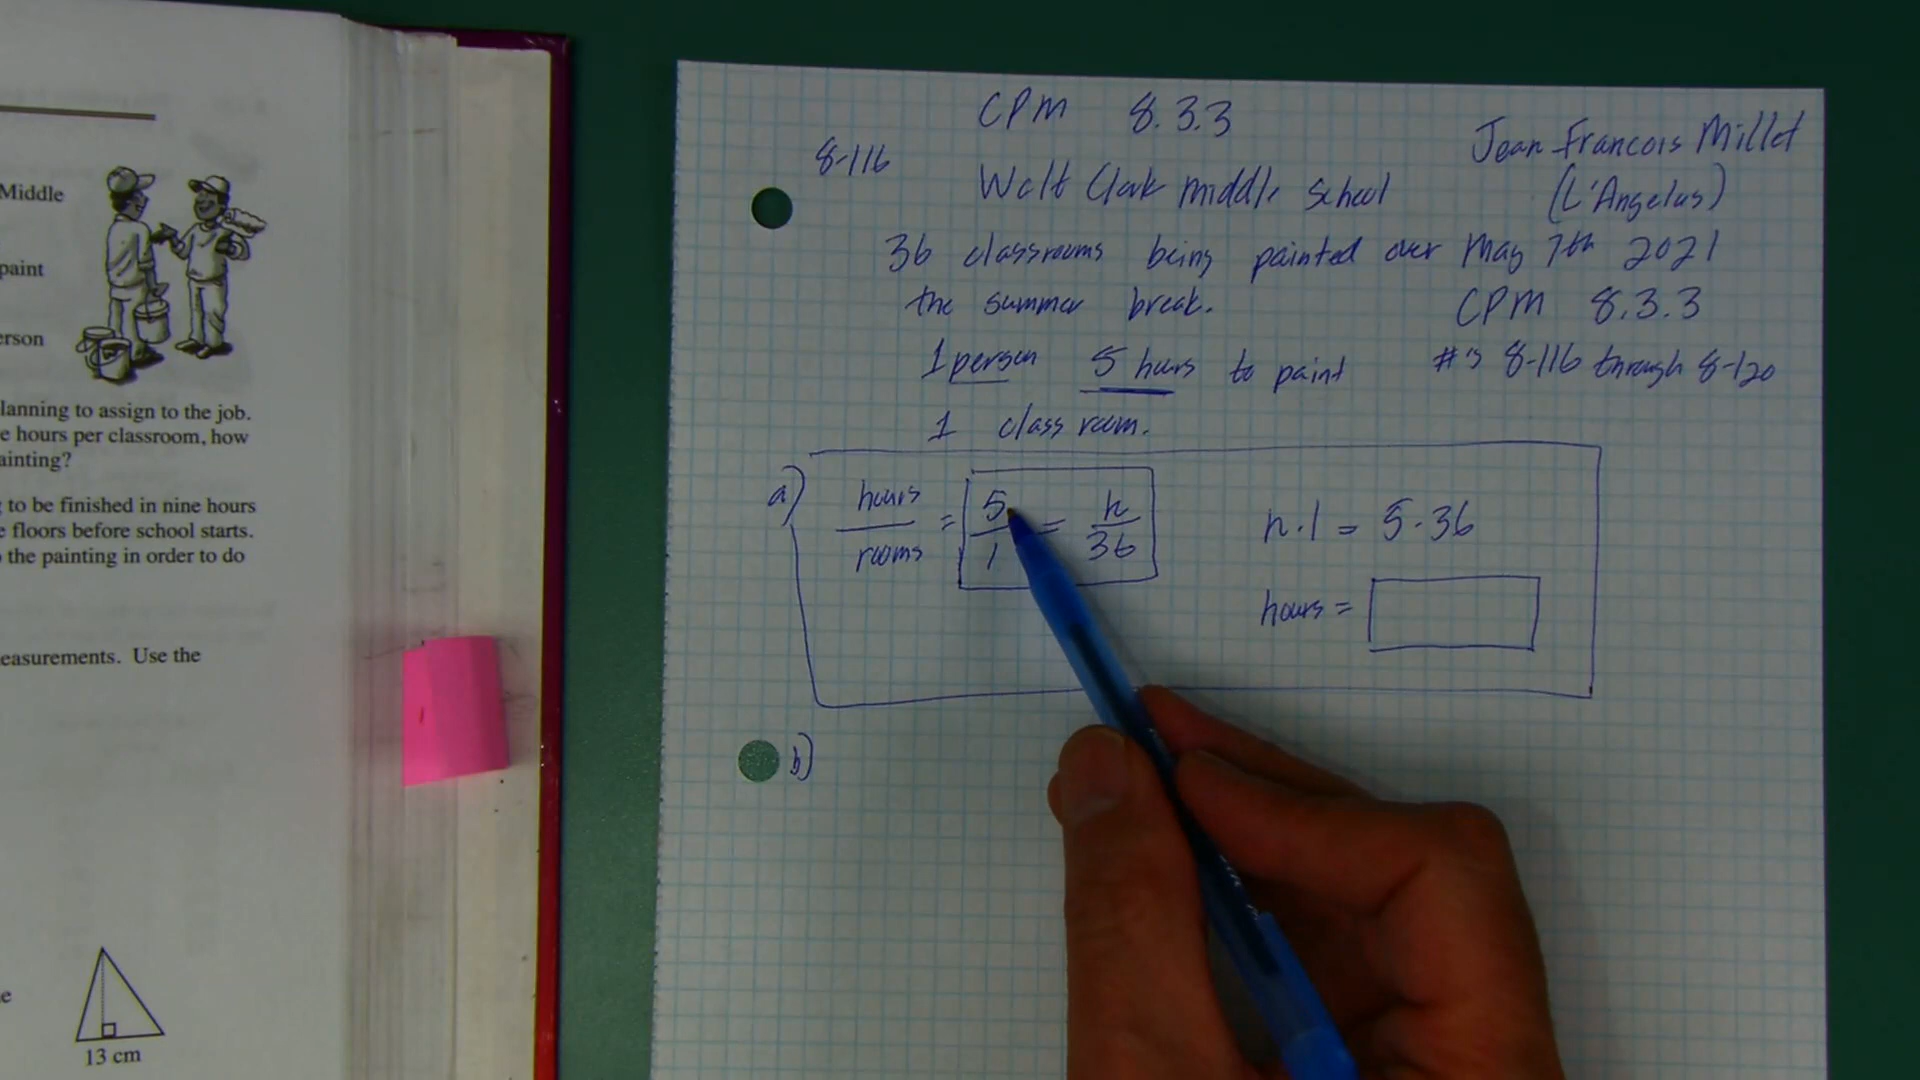 Middle
paint
erson
lanning to assign to the job.
e hours per classroom, how
ainting?
to be finished in nine hours
e floors before school starts.
the painting in order to do
easurements. Use the
e
13 cm
CPM 8.3.3
8-116
Walt Clark Middle School
36 classrooms being painted over
the summer break.
1 person 5 hours to paint
1 class room.
Jean Francois Millet
(L'Angelus)
May 7th 2021
CPM 8.3.3
#'s 8-116 through 8-120
a) hours / rooms = 5 / 1 = h / 36
h · 1 = 5 · 36
hours =
b)